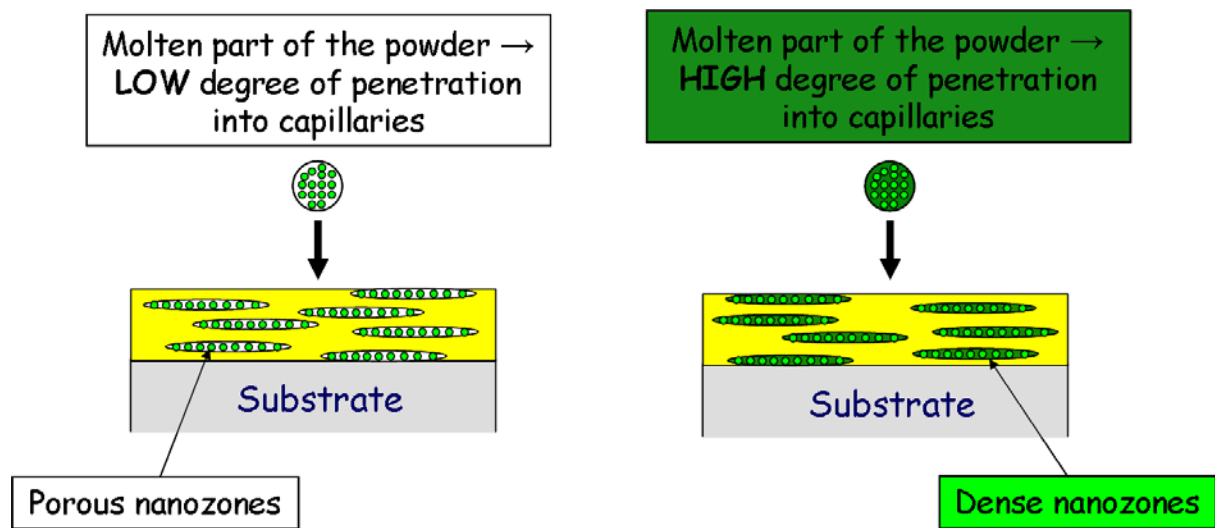 Molten part of the powder →
LOW degree of penetration
into capillaries
Molten part of the powder →
HIGH degree of penetration
into capillaries
Substrate
Substrate
Porous nanozones
Dense nanozones